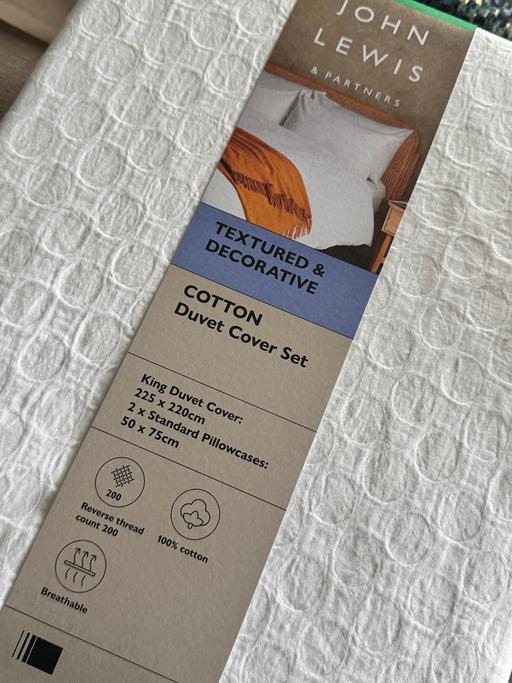 JOHN
LEWIS
& PARTNERS
TEXTURED &
DECORATIVE
COTTON
Duvet Cover Set
King Duvet Cover:
225 x 220cm
2 x Standard Pillowcases:
50 x 75cm
200
Reverse thread
count 200
100% cotton
Breathable